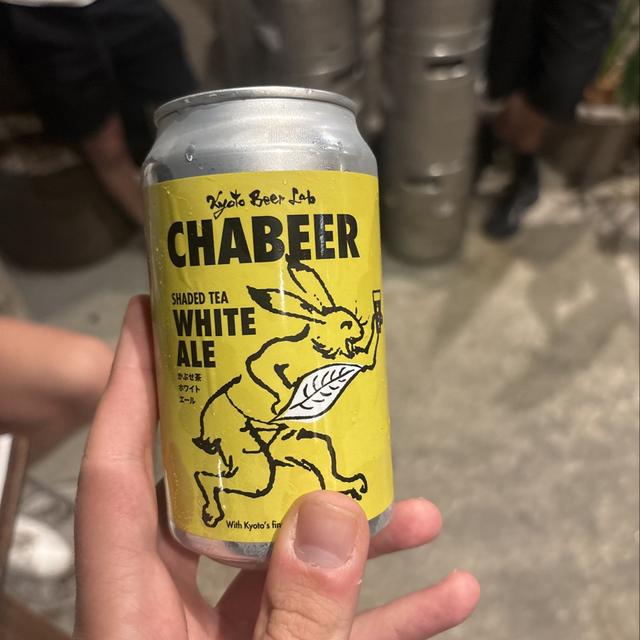 Kyoto Beer Lab
CHABEER
SHADED TEA
WHITE
ALE
かぶせ茶
ホワイト
エール
With Kyoto's